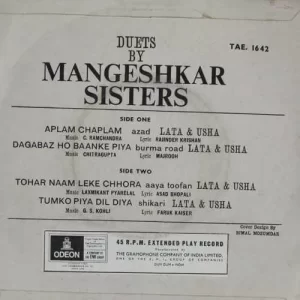 DUETS
TAE. 1642
BY
MANGESHKAR
SISTERS
SIDE ONE
APLAM CHAPLAM azad LATA & USHA
Music C. RAMCHANDRA Lyric RAJINDER KRISHAN
DAGABAZ HO BAANKE PIYA burma road LATA & USHA
Music CHITRAGUPTA Lyric MAJROOH
SIDE TWO
TOHAR NAAM LEKE CHHORA aaya toofan LATA & USHA
Music LAXMIKANT PYARELAL Lyric ASAD BHOPALI
TUMKO PIYA DIL DIYA shikari LATA & USHA
Music G. S. KOHLI Lyric FARUK KAISER
Cover Design By
BIMAL MOZUMDAR
ODEON
45 R.P.M. EXTENDED PLAY RECORD
THE GRAMOPHONE COMPANY OF INDIA PRIVATE LIMITED